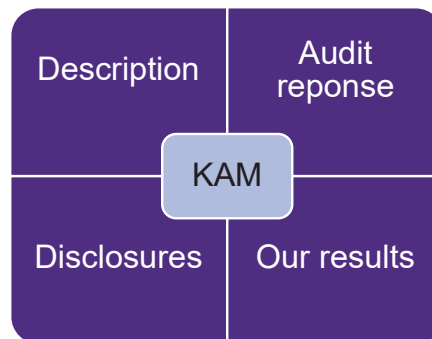 Description
Audit
reponse
KAM
Disclosures
Our results